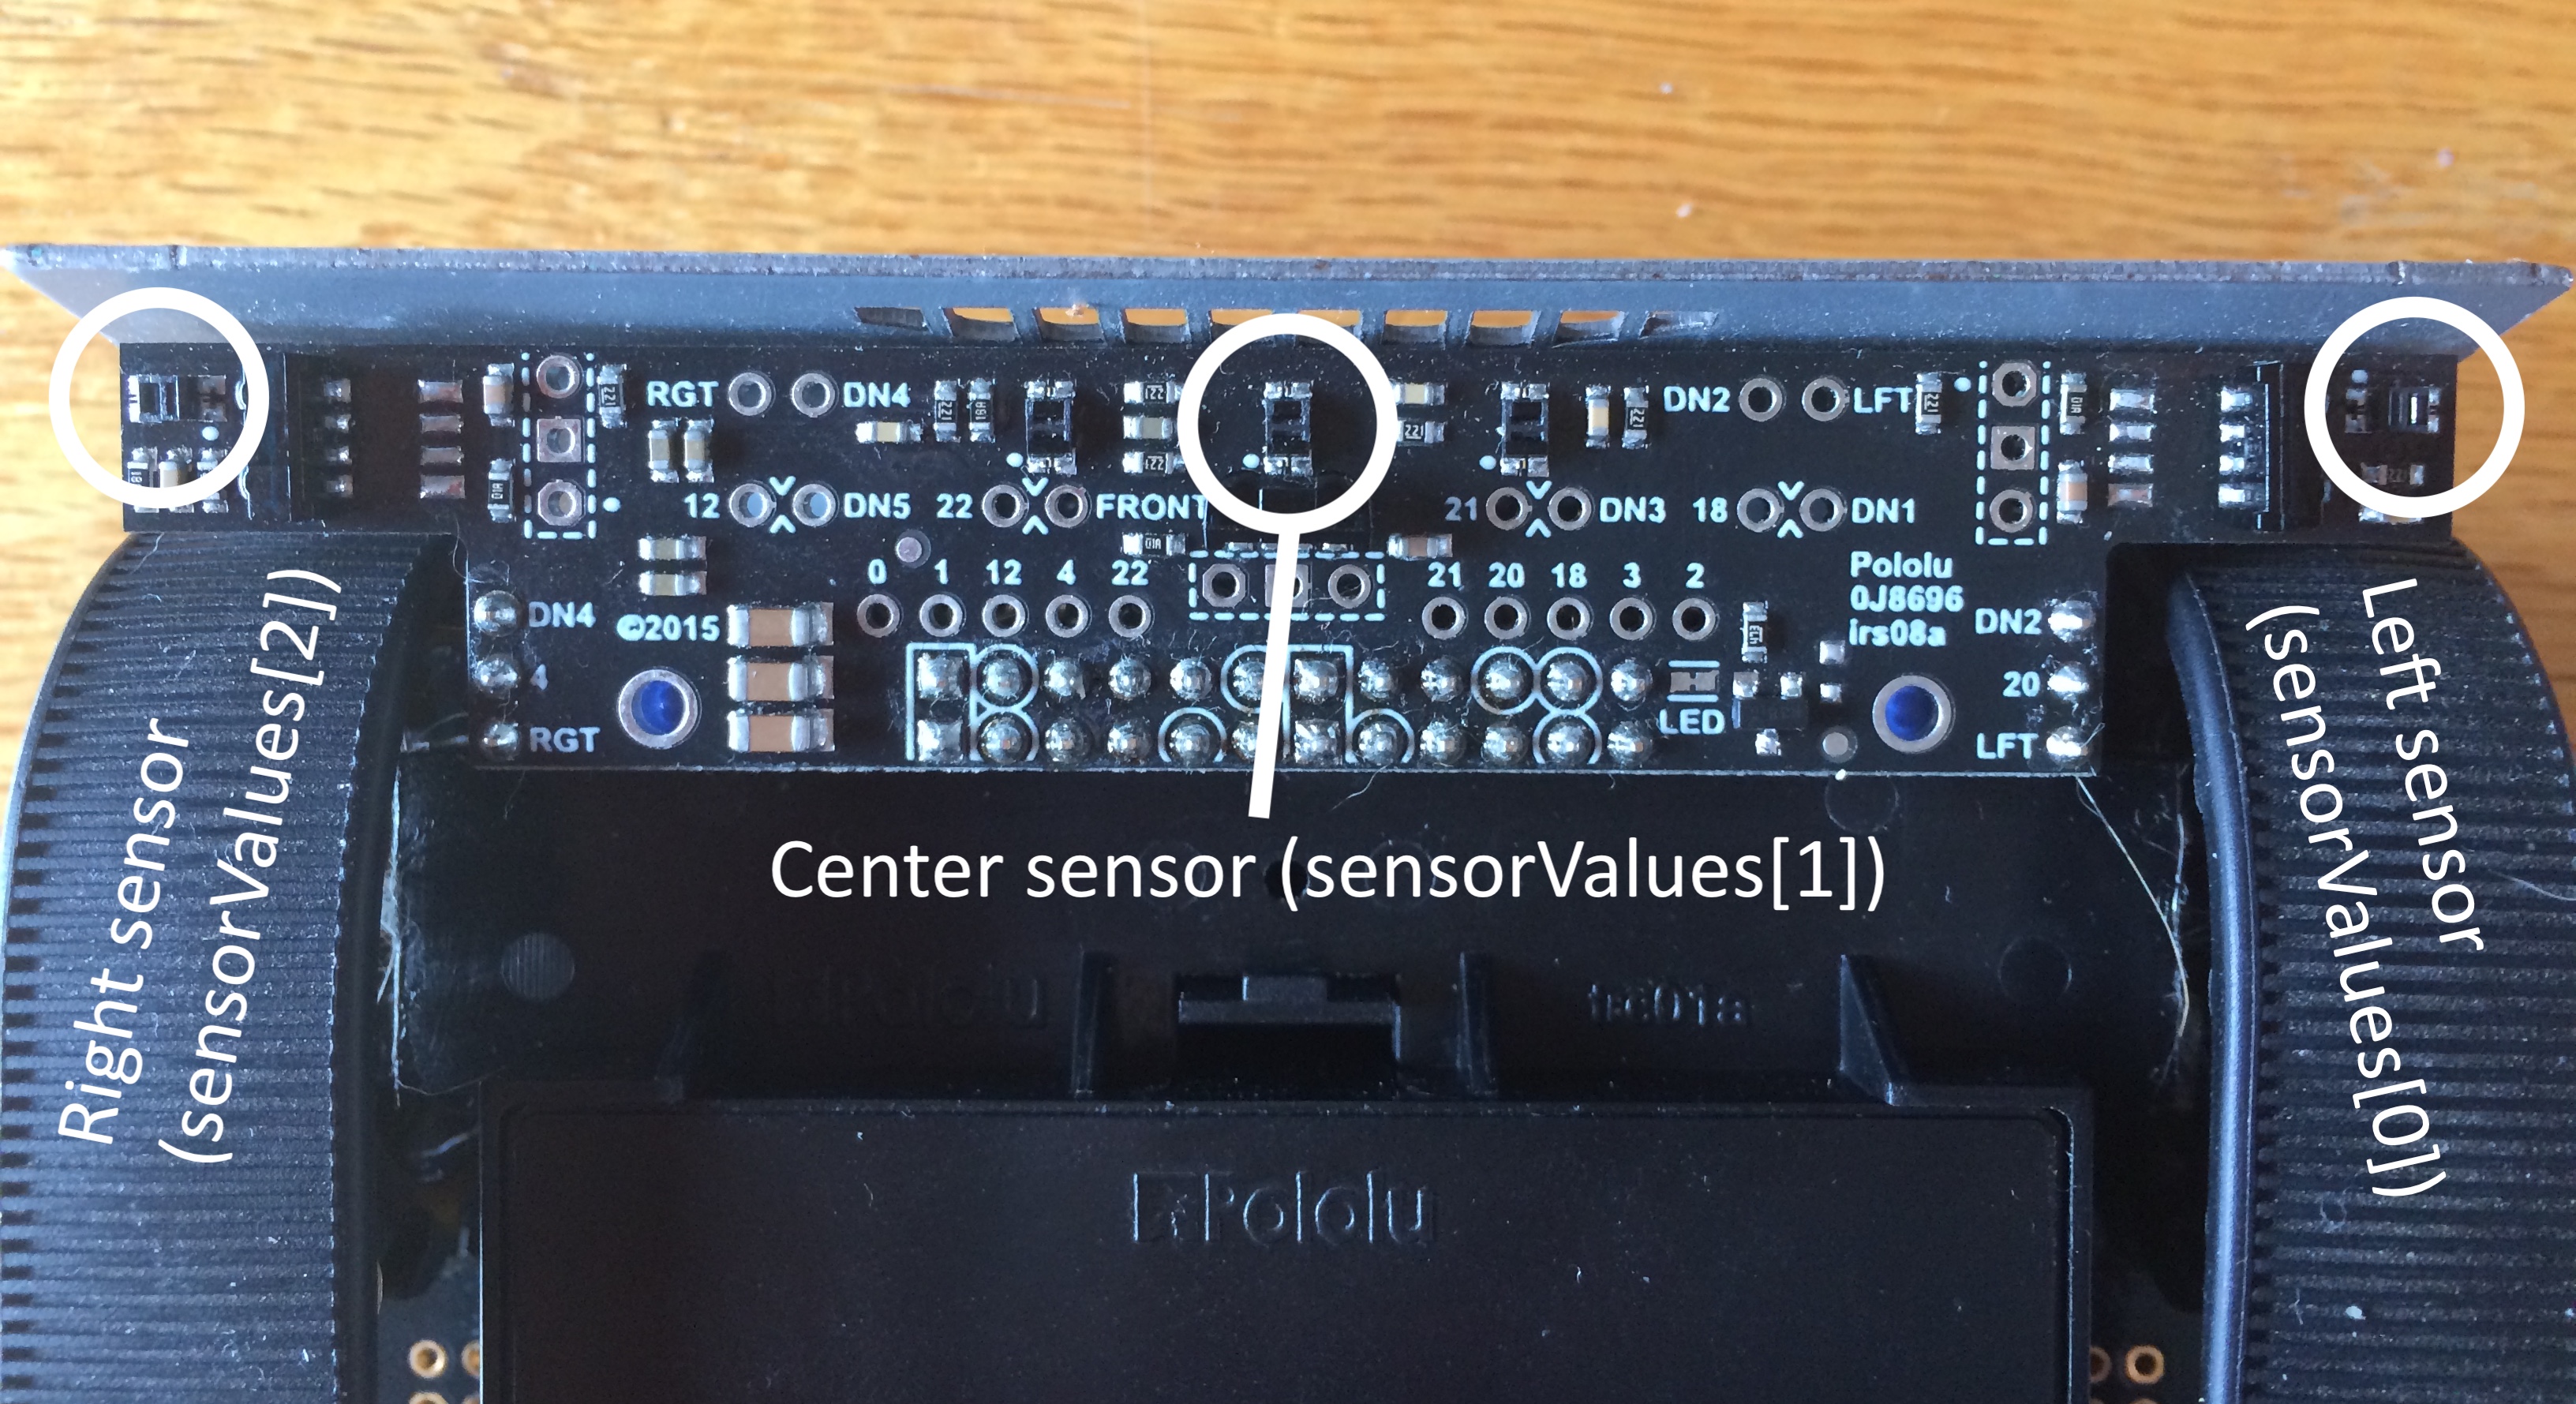 RGT DN4
DN2 LFT
12 DN5 22 FRONT
21 DN3 18 DN1
0 1 12 4 22
21 20 18 3 2
Pololu
0J8696
irs08a
DN4
©2015
4
RGT
LED
DN2
20
LFT
Right sensor
(sensorValues[2])
Center sensor (sensorValues[1])
Left sensor
(sensorValues[0])
Pololu